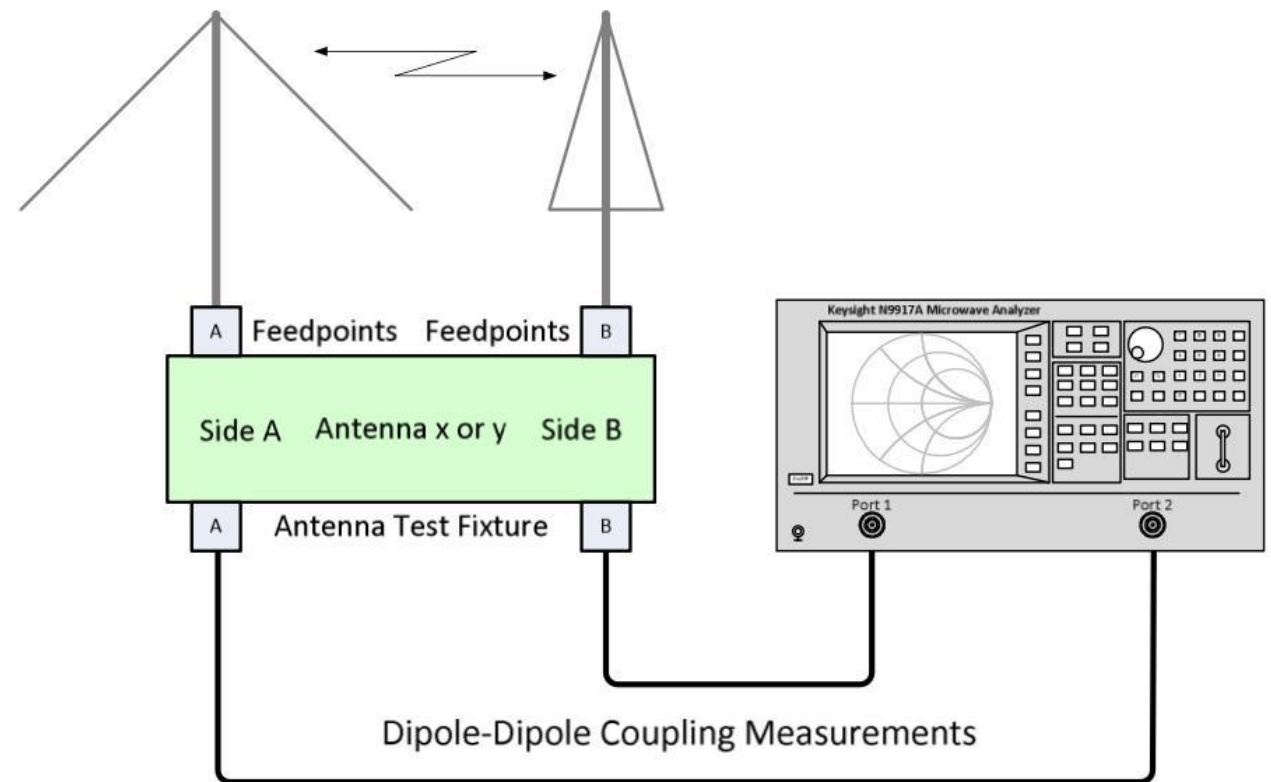 A Feedpoints Feedpoints B
Keysight N9917A Microwave Analyzer
Side A Antenna x or y Side B
A Antenna Test Fixture B
Port 1 Port 2
Dipole-Dipole Coupling Measurements